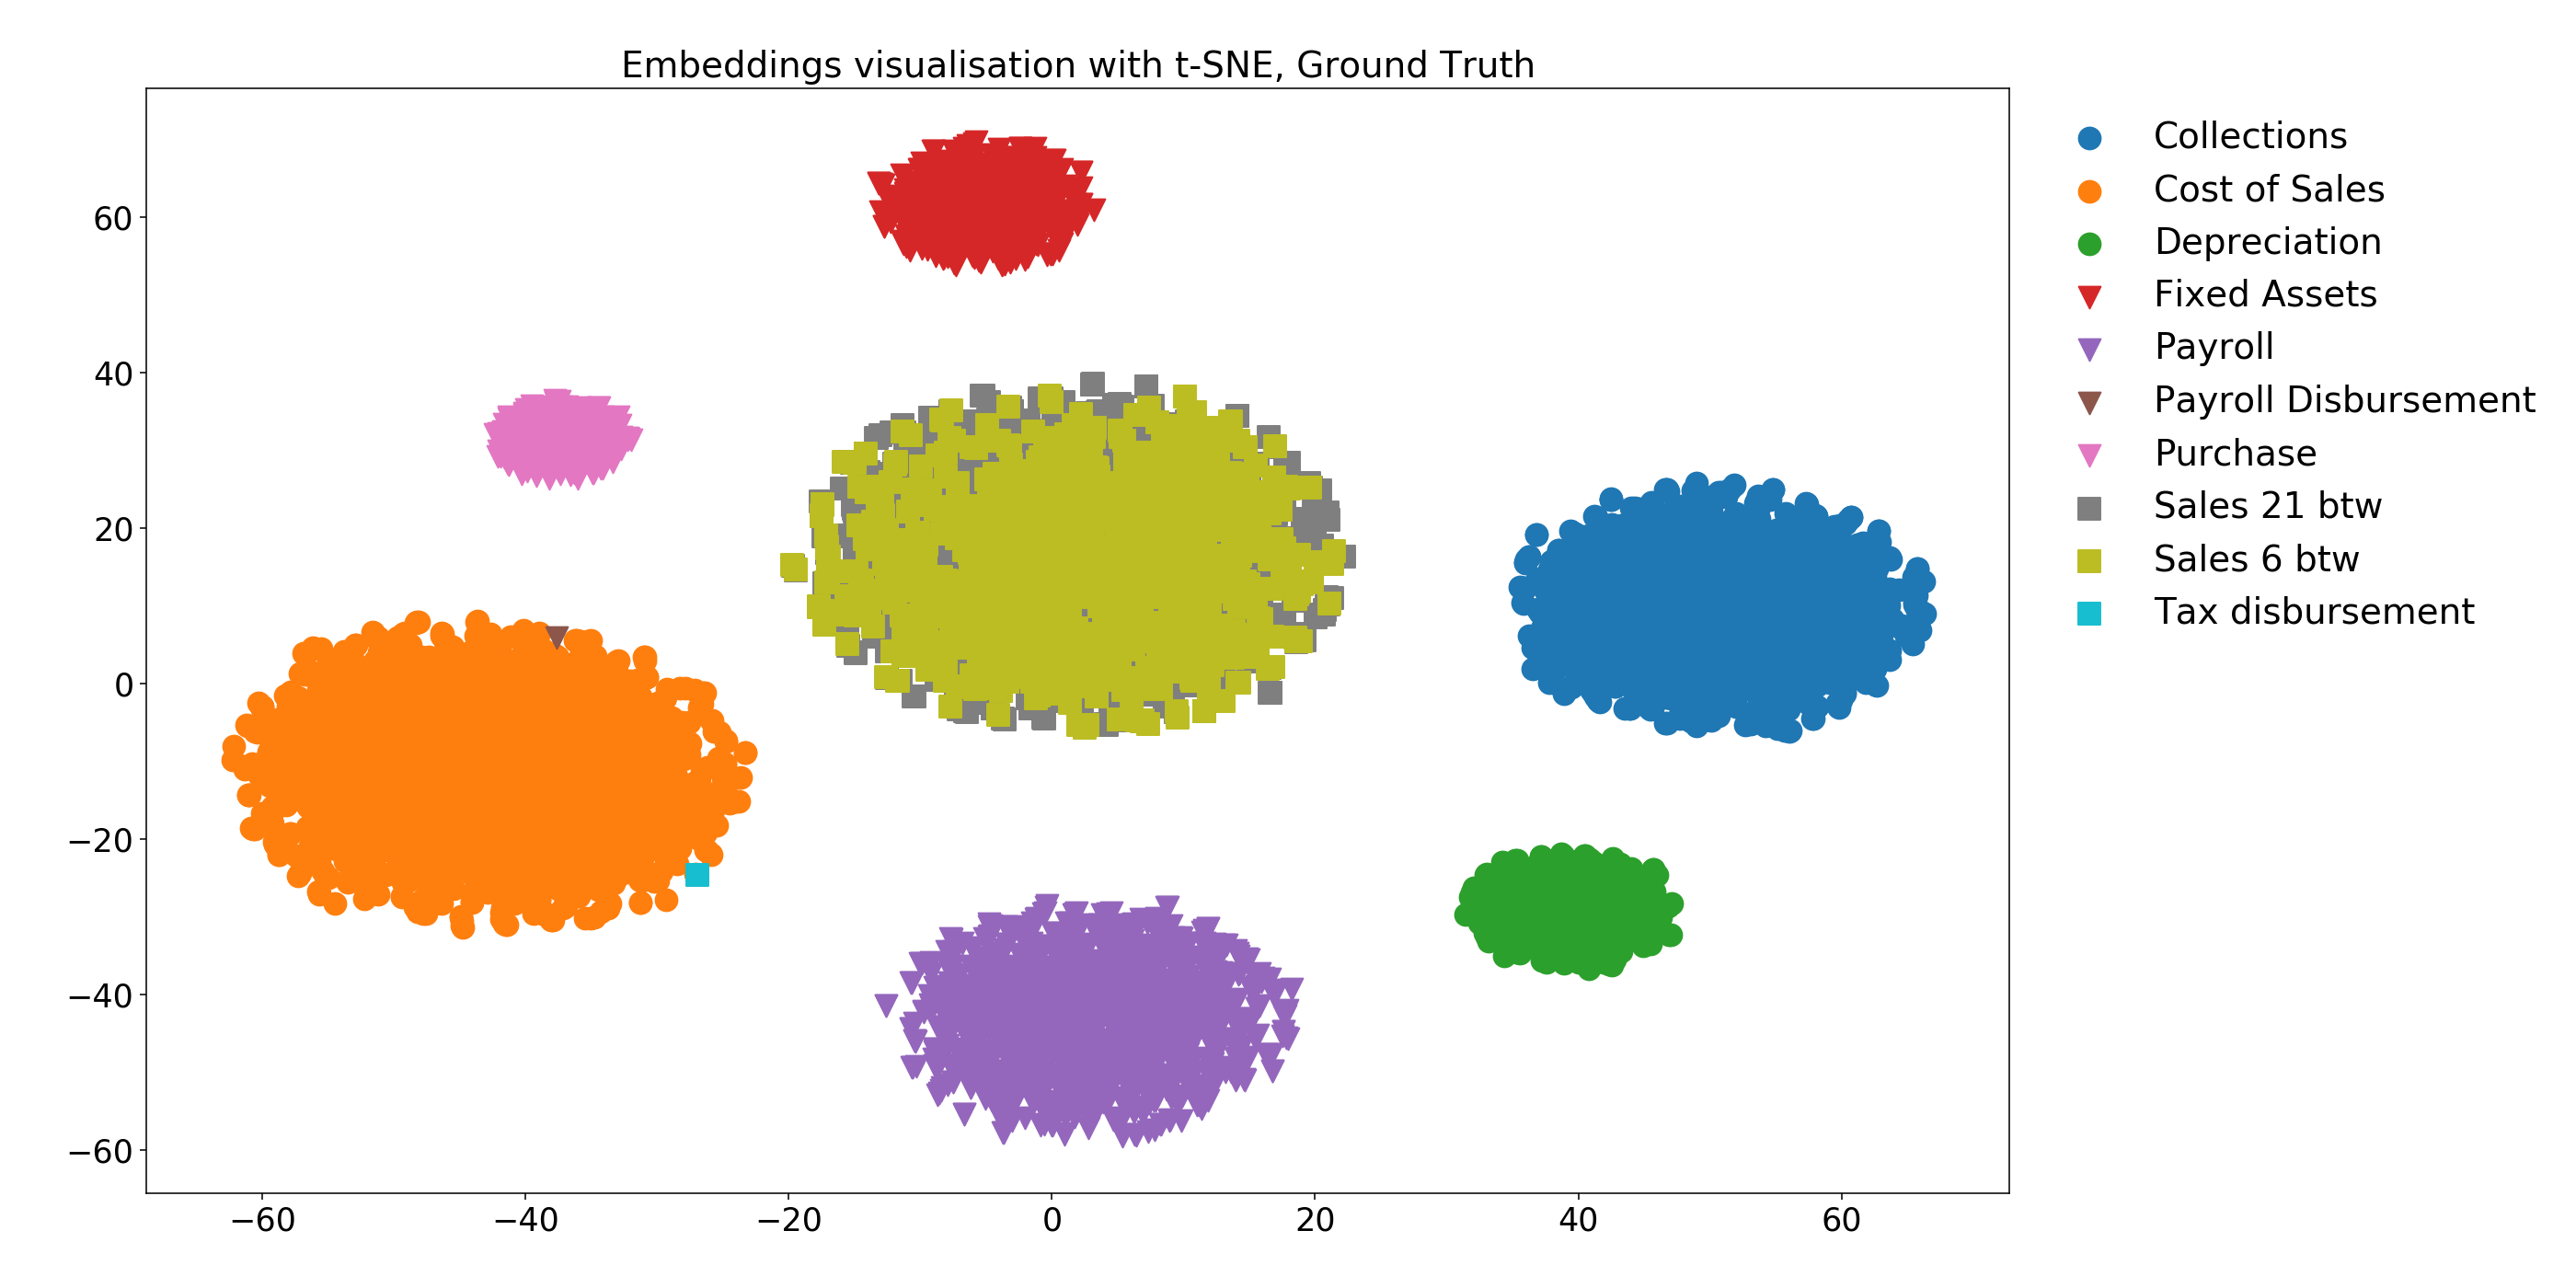 Embeddings visualisation with t-SNE, Ground Truth
60
40
20
0
−20
−40
−60
−60 −40 −20 0 20 40 60
Collections
Cost of Sales
Depreciation
Fixed Assets
Payroll
Payroll Disbursement
Purchase
Sales 21 btw
Sales 6 btw
Tax disbursement